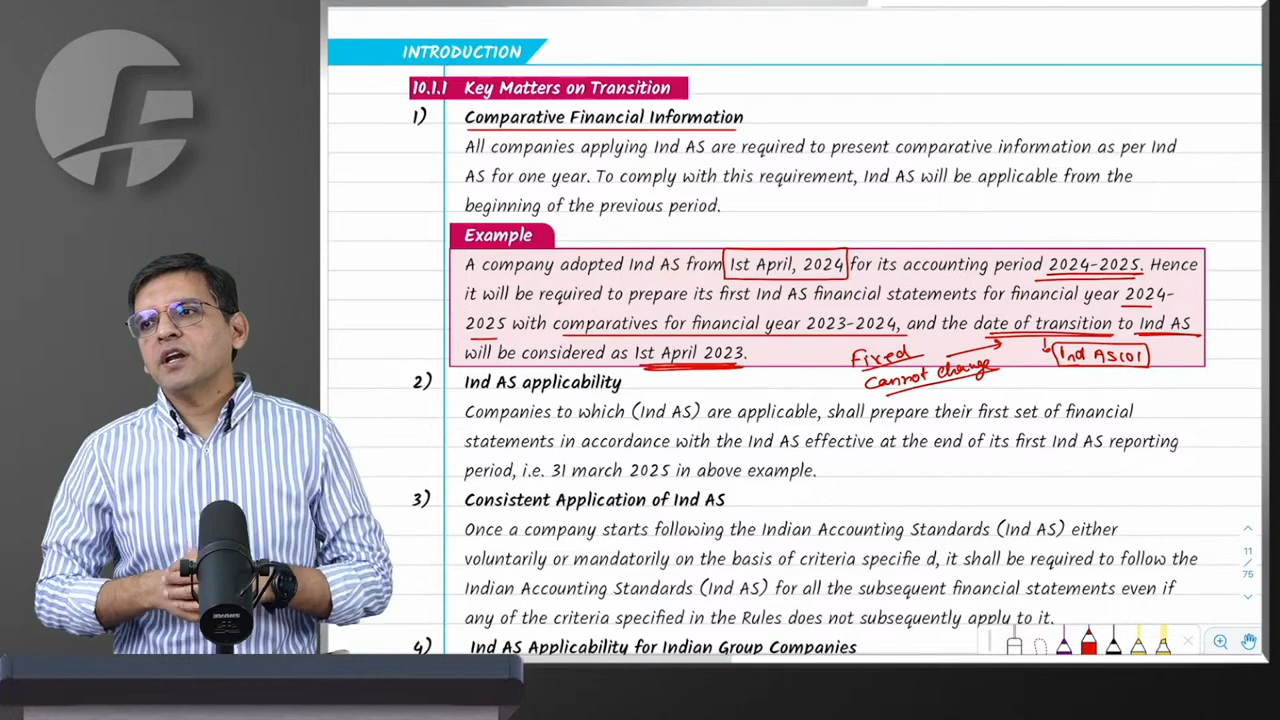 INTRODUCTION
10.1.1 Key Matters on Transition
1) Comparative Financial Information
All companies applying Ind AS are required to present comparative information as per Ind
AS for one year. To comply with this requirement, Ind AS will be applicable from the
beginning of the previous period.
Example
A company adopted Ind AS from 1st April, 2024 for its accounting period 2024-2025. Hence
it will be required to prepare its first Ind AS financial statements for financial year 2024-
2025 with comparatives for financial year 2023-2024, and the date of transition to Ind AS
will be considered as 1st April 2023.
Fixed
Cannot change
Ind AS 101
2) Ind AS applicability
Companies to which (Ind AS) are applicable, shall prepare their first set of financial
statements in accordance with the Ind AS effective at the end of its first Ind AS reporting
period, i.e. 31 march 2025 in above example.
3) Consistent Application of Ind AS
Once a company starts following the Indian Accounting Standards (Ind AS) either
voluntarily or mandatorily on the basis of criteria specifie d, it shall be required to follow the
Indian Accounting Standards (Ind AS) for all the subsequent financial statements even if
any of the criteria specified in the Rules does not subsequently apply to it.
4) Ind AS Applicability for Indian Group Companies
11
/
75
SHURE